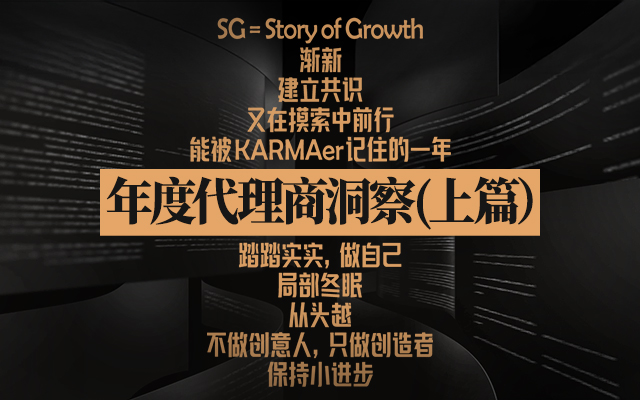 SG = Story of Growth
渐新
建立共识
又在摸索中前行
能被KARMAer记住的一年
年度代理商洞察(上篇)
踏踏实实，做自己
局部冬眠
从头越
不做创意人，只做创造者
保持小进步